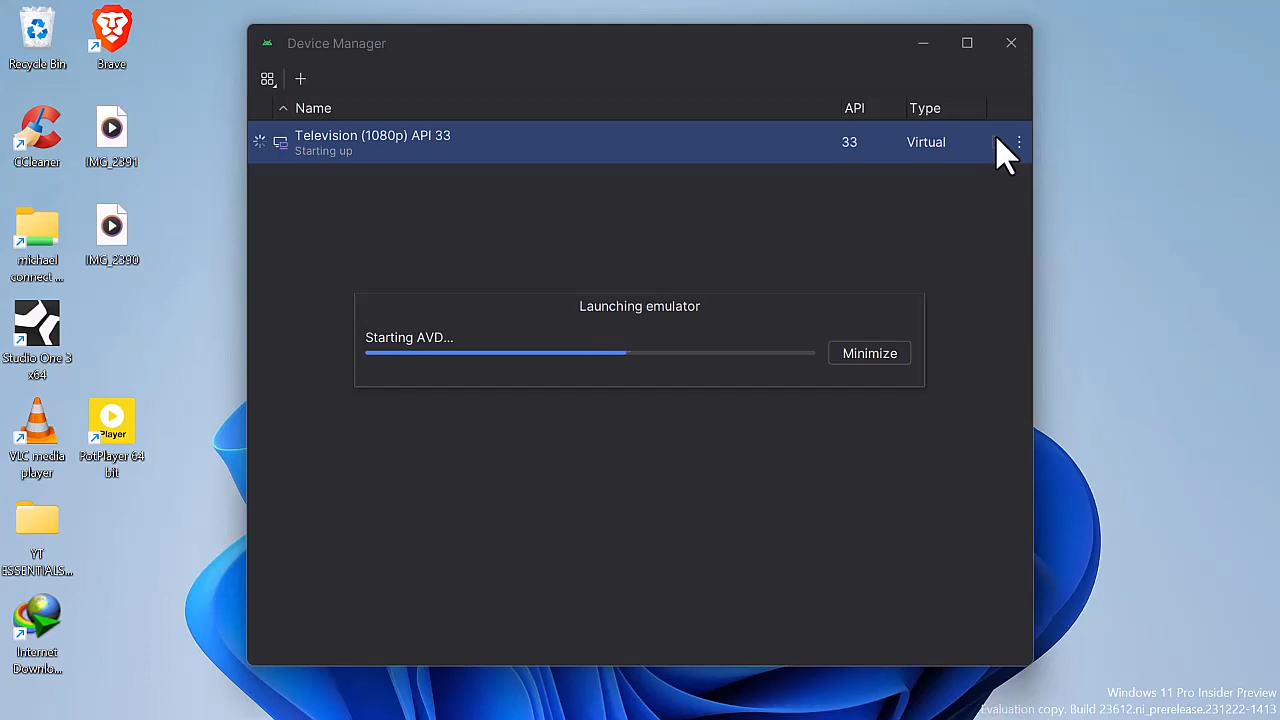 Recycle Bin
Brave
CCleaner
IMG_2391
michael
connect ...
IMG_2390
Studio One 3
x64
VLC media
player
Player
PotPlayer 64
bit
YT
ESSENTIALS...
Internet
Downlo...
Device Manager
Name
API
Type
Television (1080p) API 33
Starting up
33
Virtual
Launching emulator
Starting AVD...
Minimize
Windows 11 Pro Insider Preview
Evaluation copy. Build 23612.ni_prerelease.231222-1413